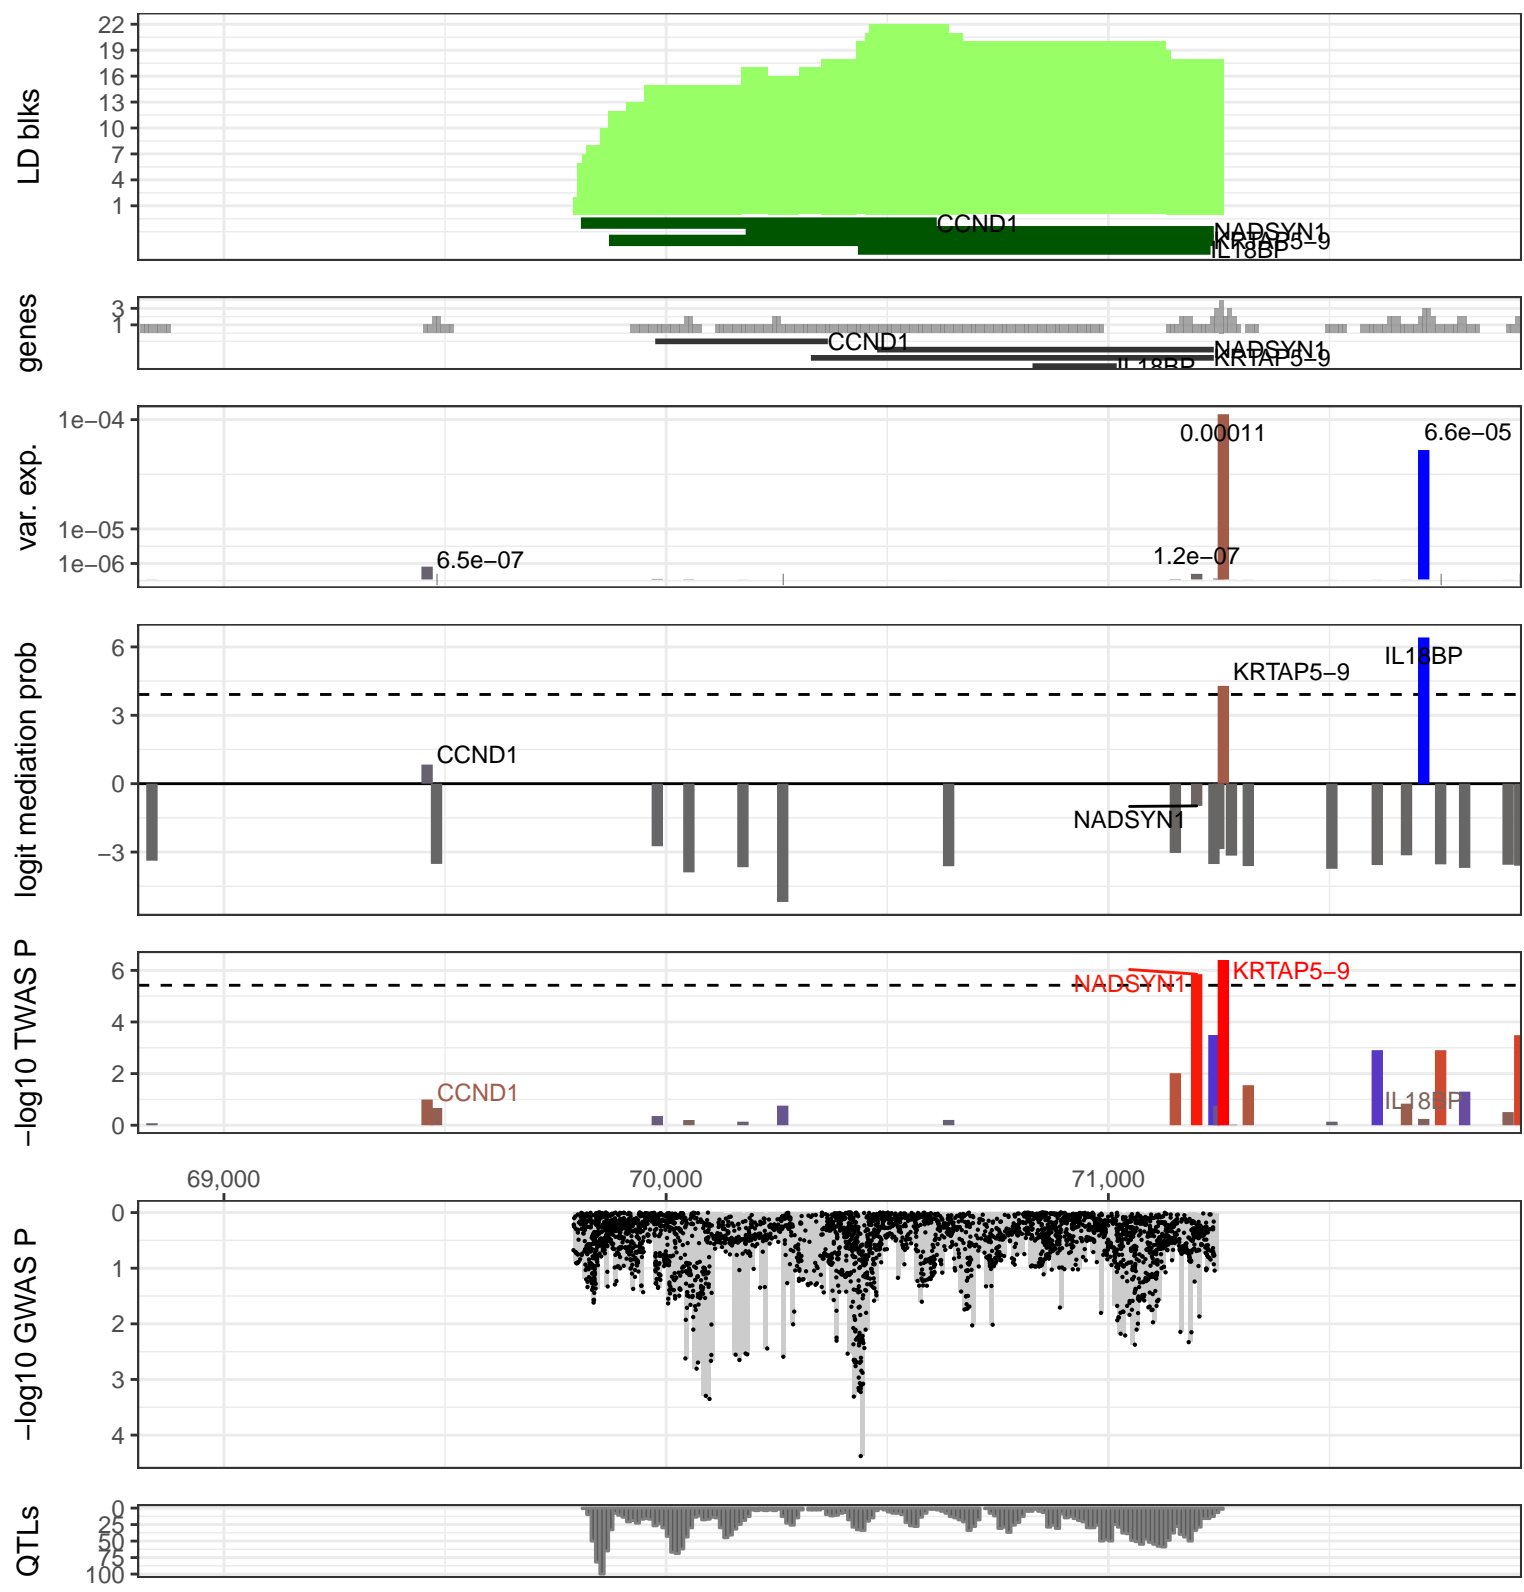 LD blks
22
19
16
13
10
7
4
1
CCND1
NADSYN1
KRTAP5−9
IL18BP
genes
3
1
CCND1
NADSYN1
KRTAP5−9
IL18BP
var. exp.
1e−04
1e−05
1e−06
0.00011
6.6e−05
6.5e−07
1.2e−07
logit mediation prob
6
3
0
−3
IL18BP
KRTAP5−9
CCND1
NADSYN1
−log10 TWAS P
6
4
2
0
NADSYN1
KRTAP5−9
CCND1
IL18BP
69,000
70,000
71,000
−log10 GWAS P
0
1
2
3
4
QTLs
0
25
50
75
100